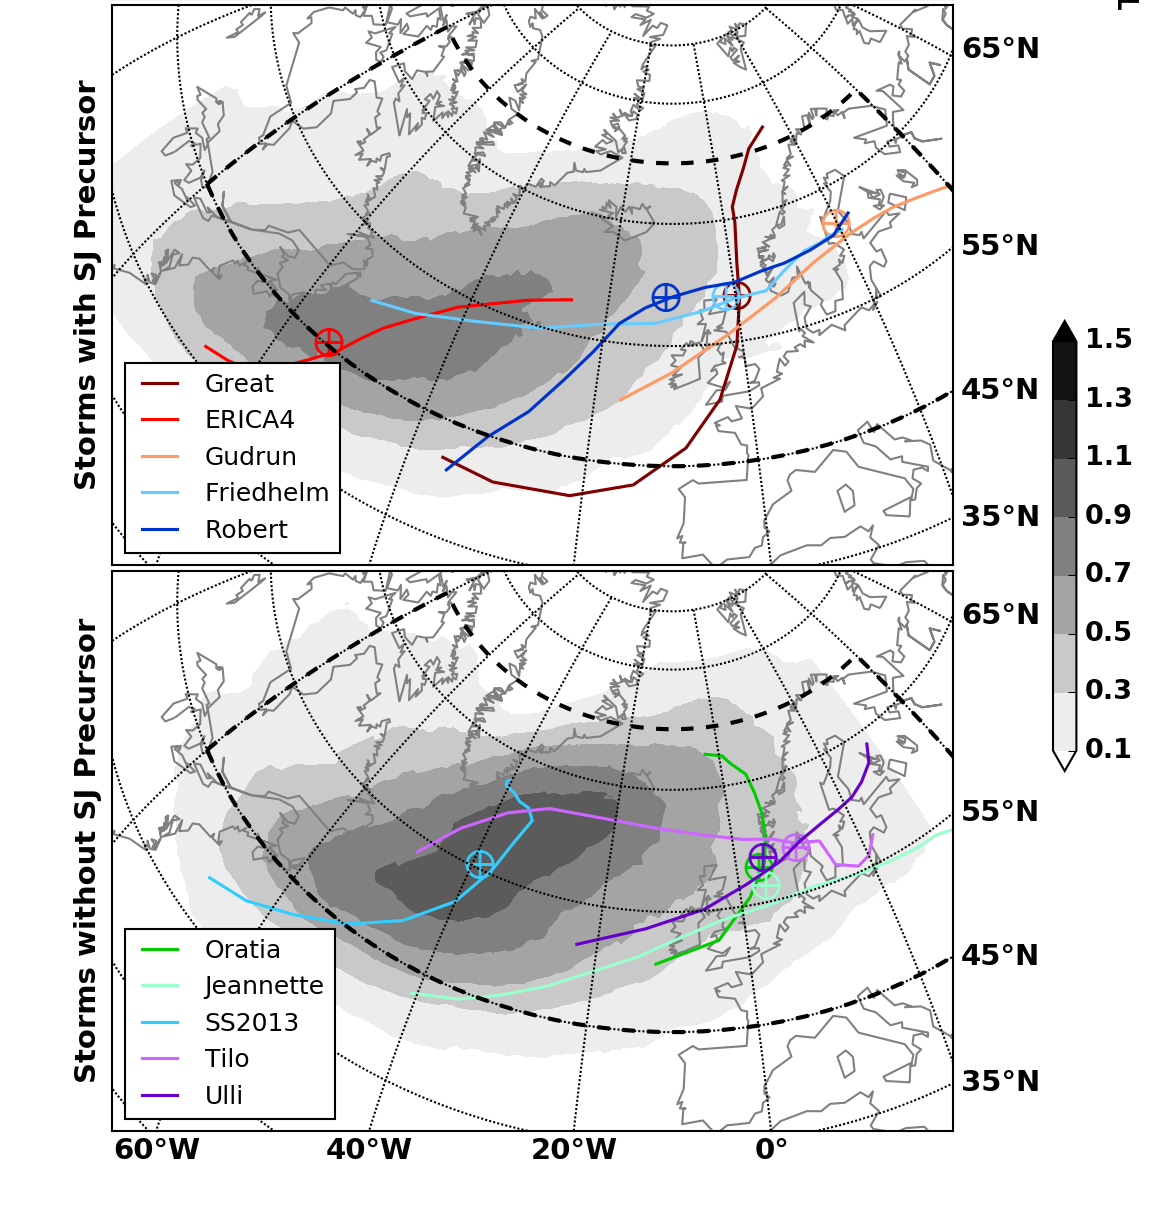 Storms with SJ Precursor
65°N
55°N
45°N
35°N
Great
ERICA4
Gudrun
Friedhelm
Robert
1.5
1.3
1.1
0.9
0.7
0.5
0.3
0.1
Storms without SJ Precursor
65°N
55°N
45°N
35°N
Oratia
Jeannette
SS2013
Tilo
Ulli
60°W 40°W 20°W 0°